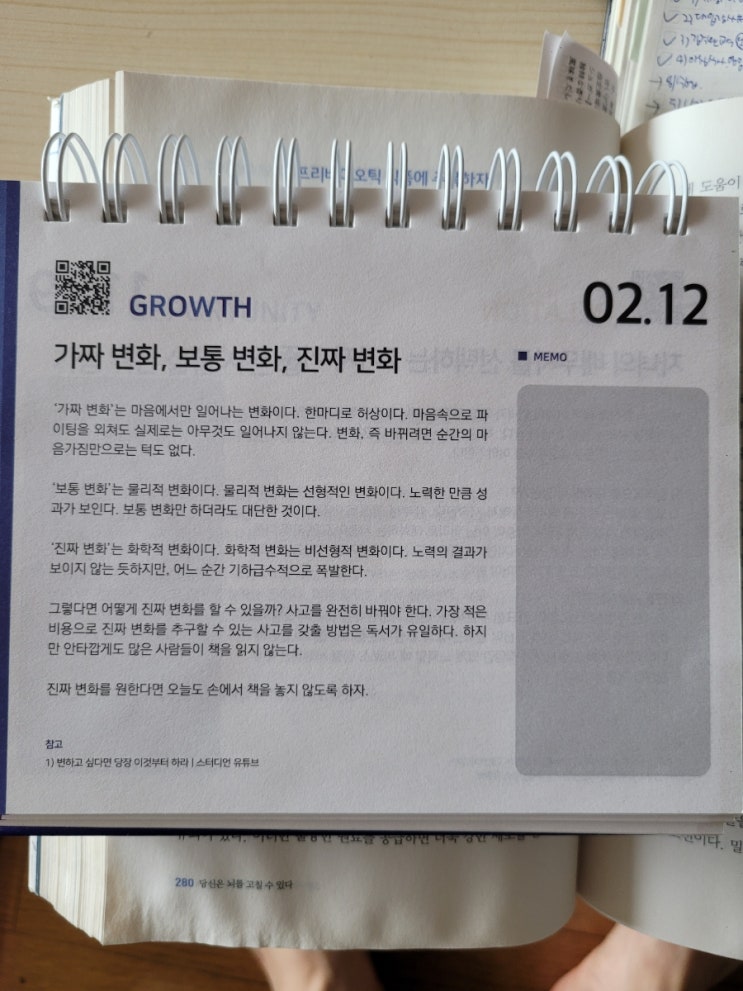 ✓ 2)
✓ 3)
✓ 4)
도움이
GROWTH
02.12
가짜 변화, 보통 변화, 진짜 변화
MEMO
'가짜 변화'는 마음에서만 일어나는 변화이다. 한마디로 허상이다. 마음속으로 파
이팅을 외쳐도 실제로는 아무것도 일어나지 않는다. 변화, 즉 바뀌려면 순간의 마
음가짐만으로는 턱도 없다.
'보통 변화'는 물리적 변화이다. 물리적 변화는 선형적인 변화이다. 노력한 만큼 성
과가 보인다. 보통 변화만 하더라도 대단한 것이다.
'진짜 변화'는 화학적 변화이다. 화학적 변화는 비선형적 변화이다. 노력의 결과가
보이지 않는 듯하지만, 어느 순간 기하급수적으로 폭발한다.
그렇다면 어떻게 진짜 변화를 할 수 있을까? 사고를 완전히 바꿔야 한다. 가장 적은
비용으로 진짜 변화를 추구할 수 있는 사고를 갖출 방법은 독서가 유일하다. 하지
만 안타깝게도 많은 사람들이 책을 읽지 않는다.
진짜 변화를 원한다면 오늘도 손에서 책을 놓지 않도록 하자.
참고
1) 변하고 싶다면 당장 이것부터 하라 | 스터디언 유튜브
280 당신은 뇌를 고칠 수 있다